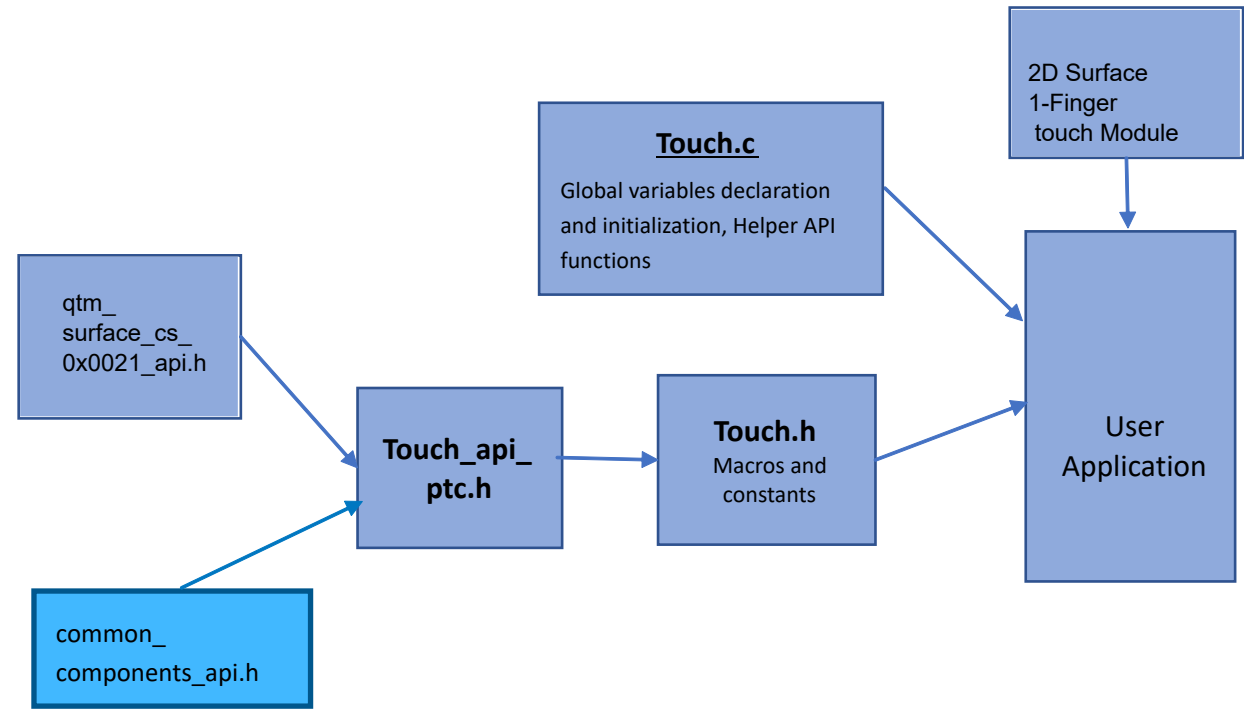 2D Surface
1-Finger
touch Module
Touch.c
Global variables declaration
and initialization, Helper API
functions
qtm_
surface_cs_
0x0021_api.h
Touch_api_
ptc.h
Touch.h
Macros and
constants
User
Application
common_
components_api.h